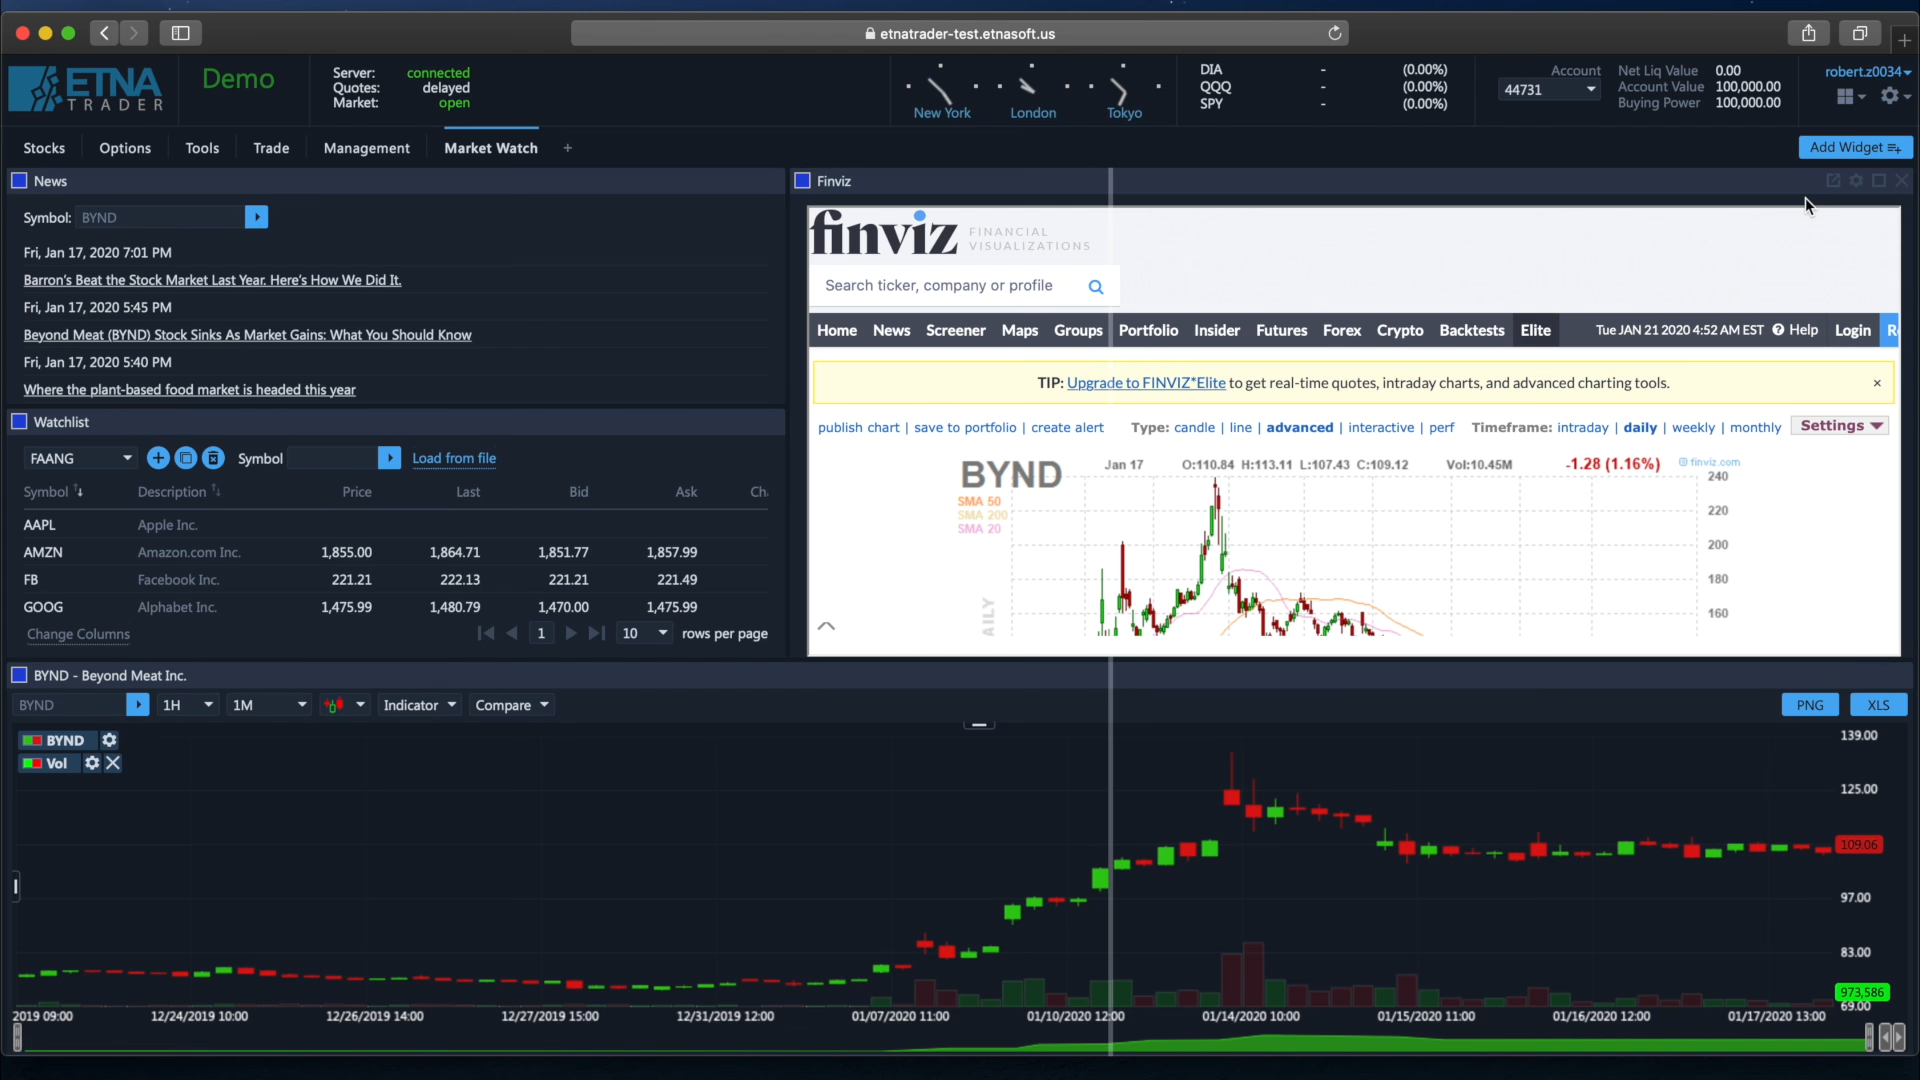 etnatrader-test.etnasoft.us
ETNA
TRADER
Demo
Server: connected
Quotes: delayed
Market: open
New York London Tokyo
DIA - (0.00%)
QQQ - (0.00%)
SPY - (0.00%)
Account
44731
Net Liq Value 0.00
Account Value 100,000.00
Buying Power 100,000.00
robert.z0034
Stocks Options Tools Trade Management Market Watch +
Add Widget
News
Symbol: BYND
Fri, Jan 17, 2020 7:01 PM
Barron's Beat the Stock Market Last Year. Here's How We Did It.
Fri, Jan 17, 2020 5:45 PM
Beyond Meat (BYND) Stock Sinks As Market Gains: What You Should Know
Fri, Jan 17, 2020 5:40 PM
Where the plant-based food market is headed this year
Watchlist
FAANG Symbol Load from file
Symbol Description Price Last Bid Ask
AAPL Apple Inc.
AMZN Amazon.com Inc. 1,855.00 1,864.71 1,851.77 1,857.99
FB Facebook Inc. 221.21 222.13 221.21 221.49
GOOG Alphabet Inc. 1,475.99 1,480.79 1,470.00 1,475.99
Change Columns 1 10 rows per page
Finviz
finviz FINANCIAL
VISUALIZATIONS
Search ticker, company or profile
Home News Screener Maps Groups Portfolio Insider Futures Forex Crypto Backtests Elite Tue JAN 21 2020 4:52 AM EST Help Login
TIP: Upgrade to FINVIZ*Elite to get real-time quotes, intraday charts, and advanced charting tools. ×
publish chart | save to portfolio | create alert Type: candle | line | advanced | interactive | perf Timeframe: intraday | daily | weekly | monthly Settings
BYND Jan 17 O:110.84 H:113.11 L:107.43 C:109.12 Vol:10.45M -1.28 (1.16%) © finviz.com
SMA 50
SMA 200
SMA 20
240
220
200
180
160
BYND - Beyond Meat Inc.
BYND 1H 1M Indicator Compare PNG XLS
BYND
Vol
139.00
125.00
109.06
97.00
83.00
973,586
69.00
2019 09:00 12/24/2019 10:00 12/26/2019 14:00 12/27/2019 15:00 12/31/2019 12:00 01/07/2020 11:00 01/10/2020 12:00 01/14/2020 10:00 01/15/2020 11:00 01/16/2020 12:00 01/17/2020 13:00